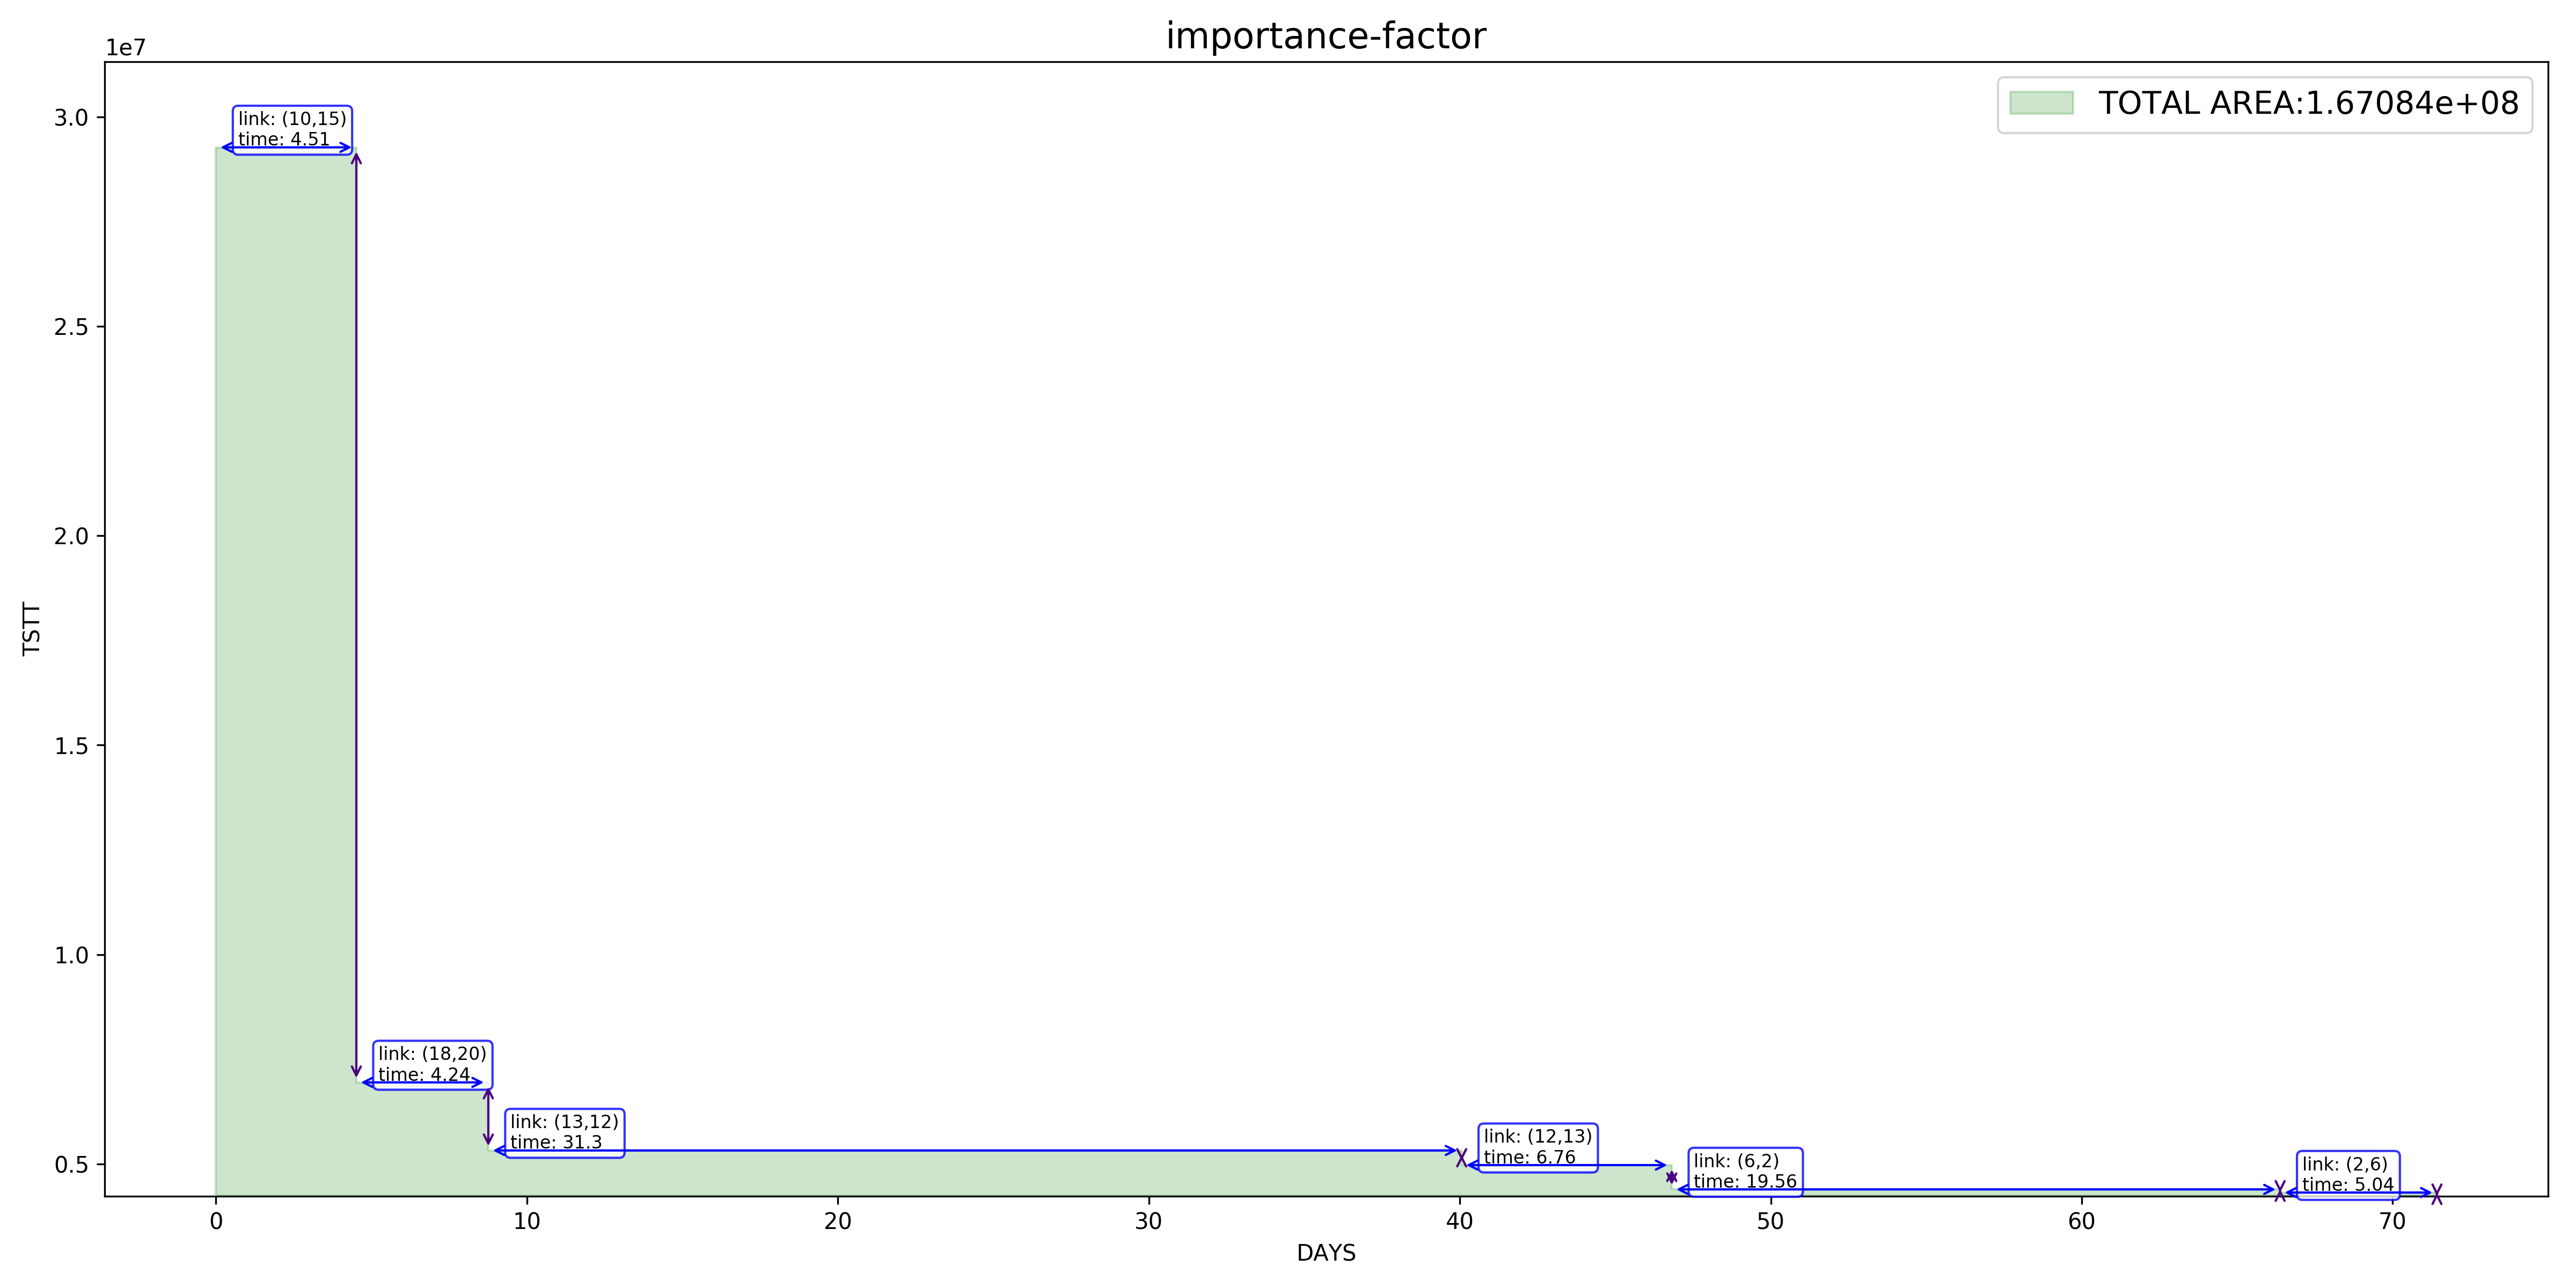 importance-factor
1e7
TOTAL AREA:1.67084e+08
3.0
2.5
2.0
1.5
1.0
0.5
TSTT
link: (10,15)
time: 4.51
link: (18,20)
time: 4.24
link: (13,12)
time: 31.3
link: (12,13)
time: 6.76
link: (6,2)
time: 19.56
link: (2,6)
time: 5.04
0 10 20 30 40 50 60 70
DAYS